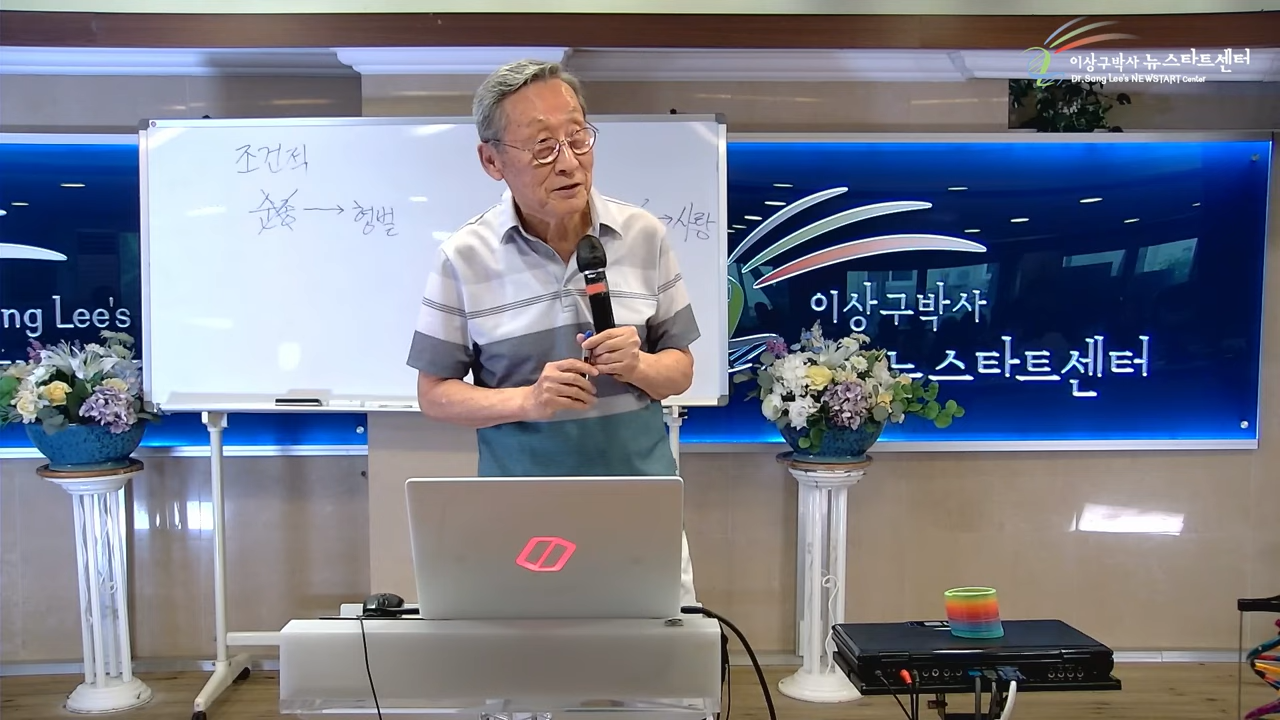 이상구박사 뉴스타트센터
Dr. Sang Lee's NEWSTART Center
조건적
순종 → 형벌
→ 사랑
ng Lee's
이상구박사
뉴스타트센터